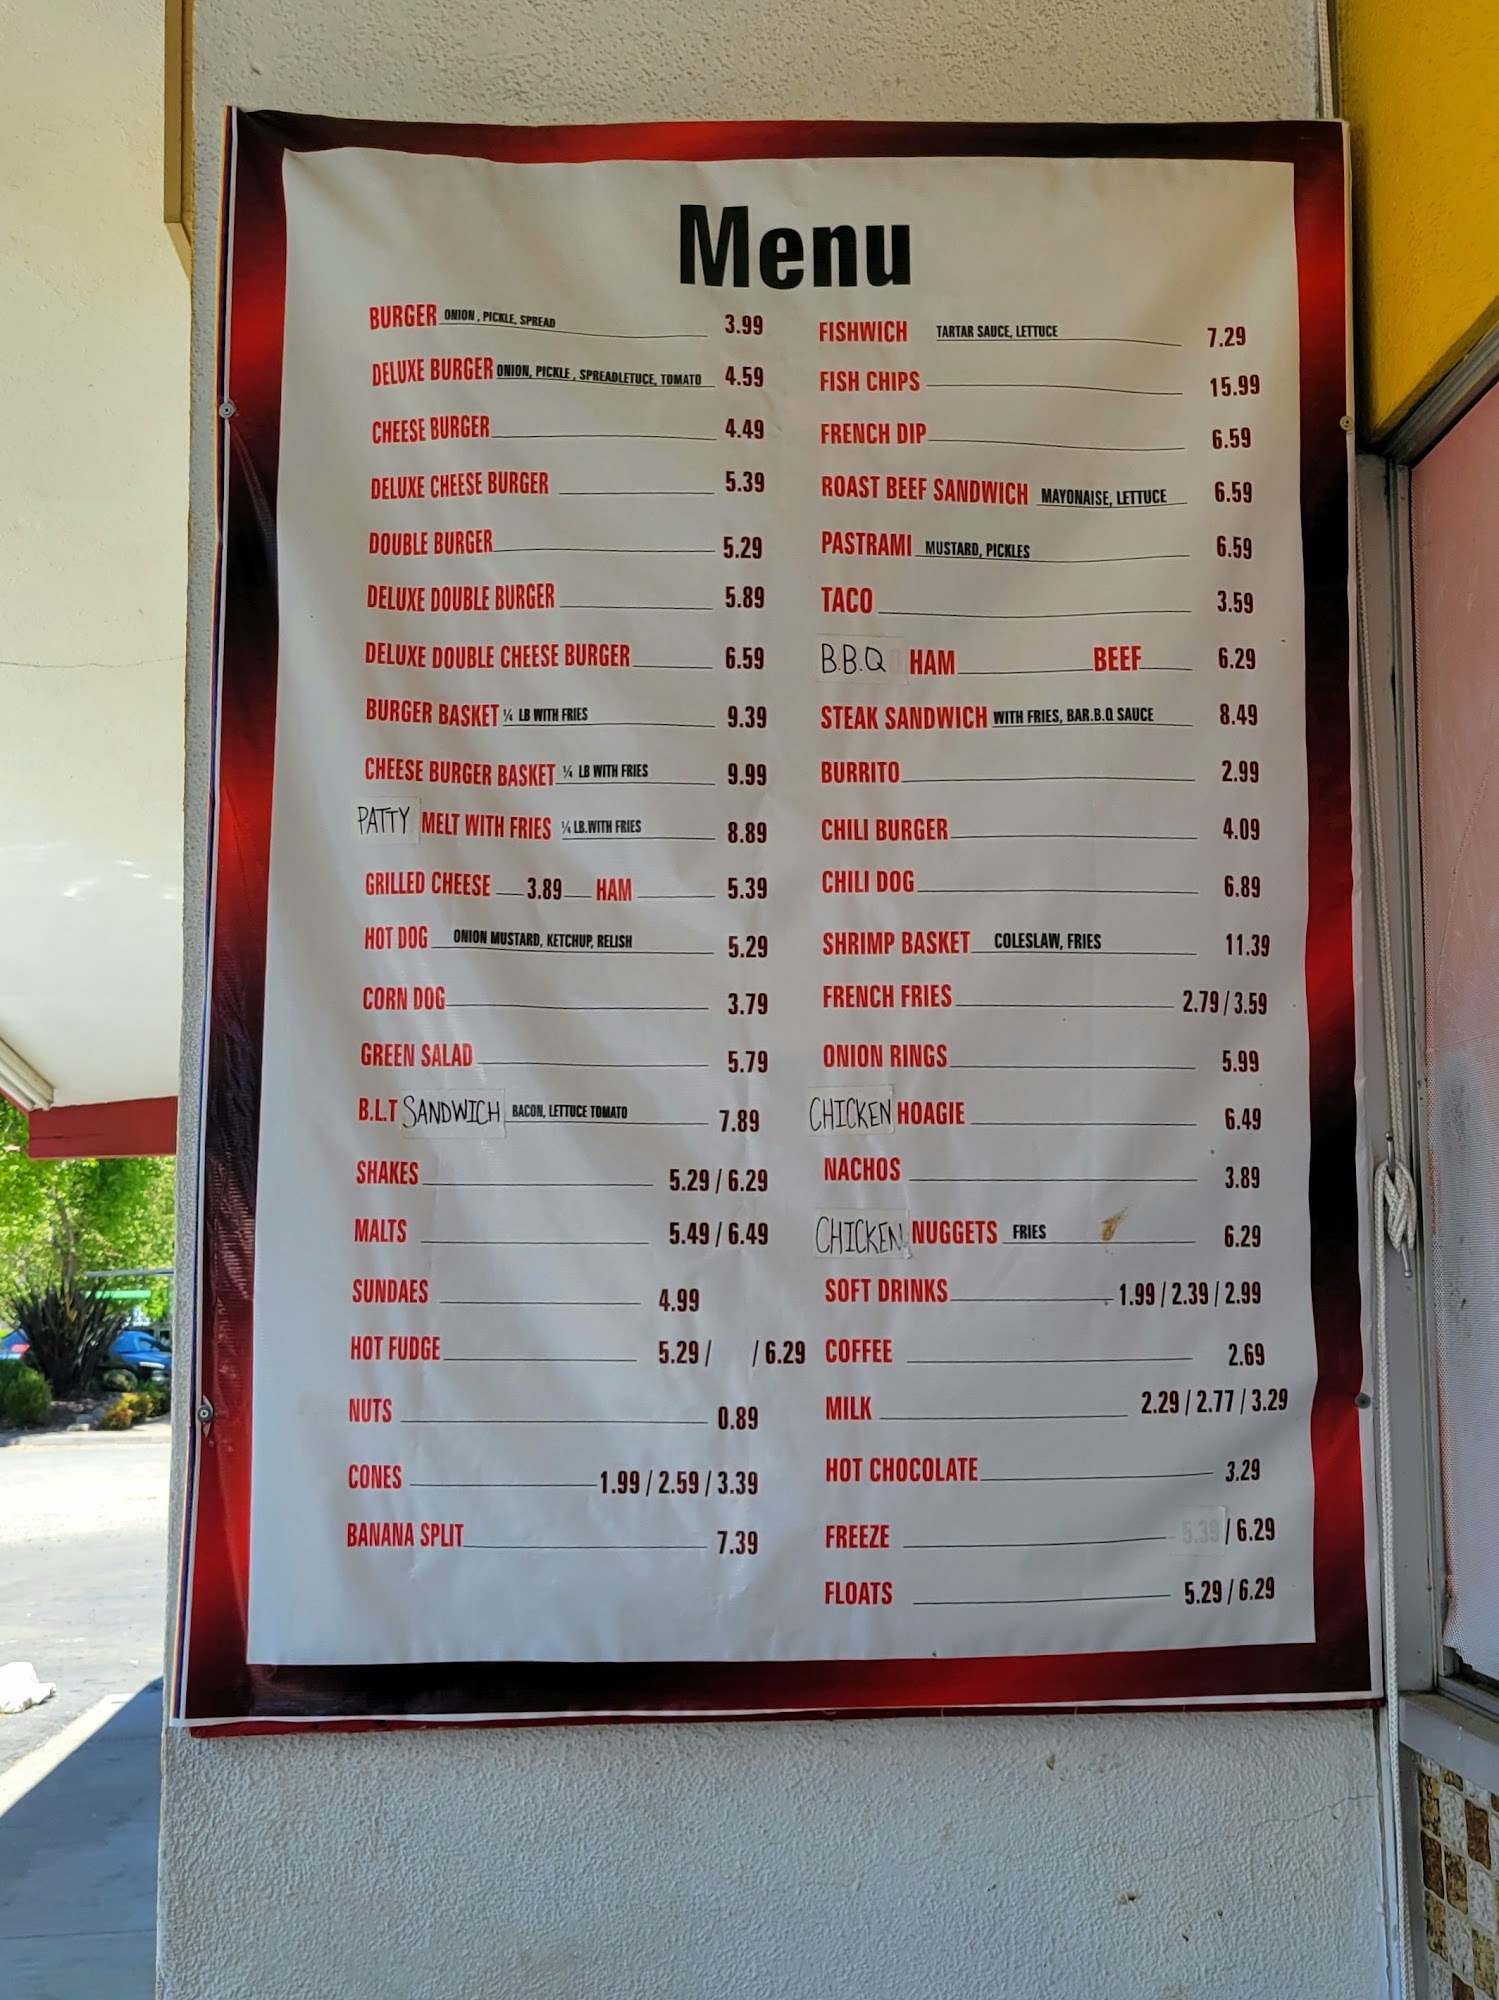 Menu
BURGER ONION , PICKLE, SPREAD 3.99
DELUXE BURGER ONION, PICKLE , SPREADLETUCE, TOMATO 4.59
CHEESE BURGER 4.49
DELUXE CHEESE BURGER 5.39
DOUBLE BURGER 5.29
DELUXE DOUBLE BURGER 5.89
DELUXE DOUBLE CHEESE BURGER 6.59
BURGER BASKET ¼ LB WITH FRIES 9.39
CHEESE BURGER BASKET ¼ LB WITH FRIES 9.99
PATTY MELT WITH FRIES ¼ LB.WITH FRIES 8.89
GRILLED CHEESE 3.89 HAM 5.39
HOT DOG ONION MUSTARD, KETCHUP, RELISH 5.29
CORN DOG 3.79
GREEN SALAD 5.79
B.L.T SANDWICH BACON, LETTUCE TOMATO 7.89
SHAKES 5.29 / 6.29
MALTS 5.49 / 6.49
SUNDAES 4.99
HOT FUDGE 5.29 / / 6.29
NUTS 0.89
CONES 1.99 / 2.59 / 3.39
BANANA SPLIT 7.39
FISHWICH TARTAR SAUCE, LETTUCE 7.29
FISH CHIPS 15.99
FRENCH DIP 6.59
ROAST BEEF SANDWICH MAYONAISE, LETTUCE 6.59
PASTRAMI MUSTARD, PICKLES 6.59
TACO 3.59
B.B.Q HAM BEEF 6.29
STEAK SANDWICH WITH FRIES, BAR.B.Q SAUCE 8.49
BURRITO 2.99
CHILI BURGER 4.09
CHILI DOG 6.89
SHRIMP BASKET COLESLAW, FRIES 11.39
FRENCH FRIES 2.79 / 3.59
ONION RINGS 5.99
CHICKEN HOAGIE 6.49
NACHOS 3.89
CHICKEN NUGGETS FRIES 6.29
SOFT DRINKS 1.99 / 2.39 / 2.99
COFFEE 2.69
MILK 2.29 / 2.77 / 3.29
HOT CHOCOLATE 3.29
FREEZE 5.39 / 6.29
FLOATS 5.29 / 6.29